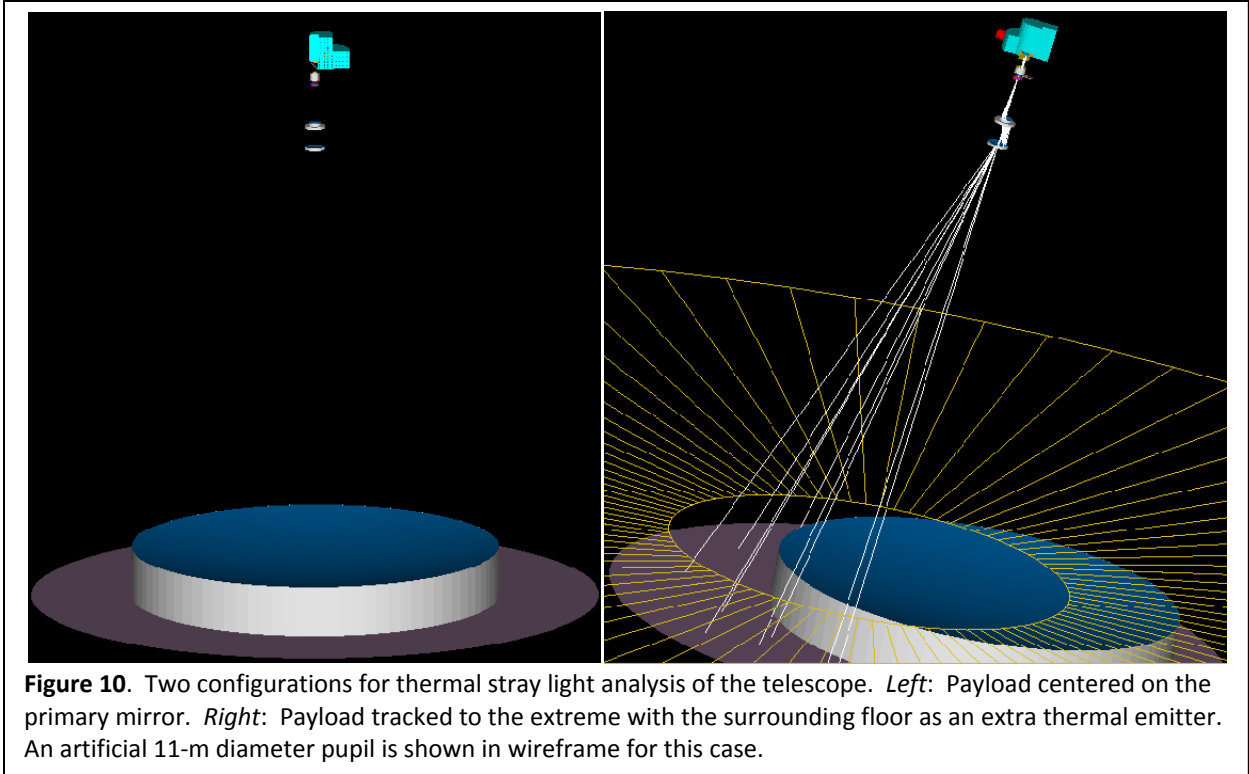 Figure 10. Two configurations for thermal stray light analysis of the telescope. Left: Payload centered on the
primary mirror. Right: Payload tracked to the extreme with the surrounding floor as an extra thermal emitter.
An artificial 11-m diameter pupil is shown in wireframe for this case.